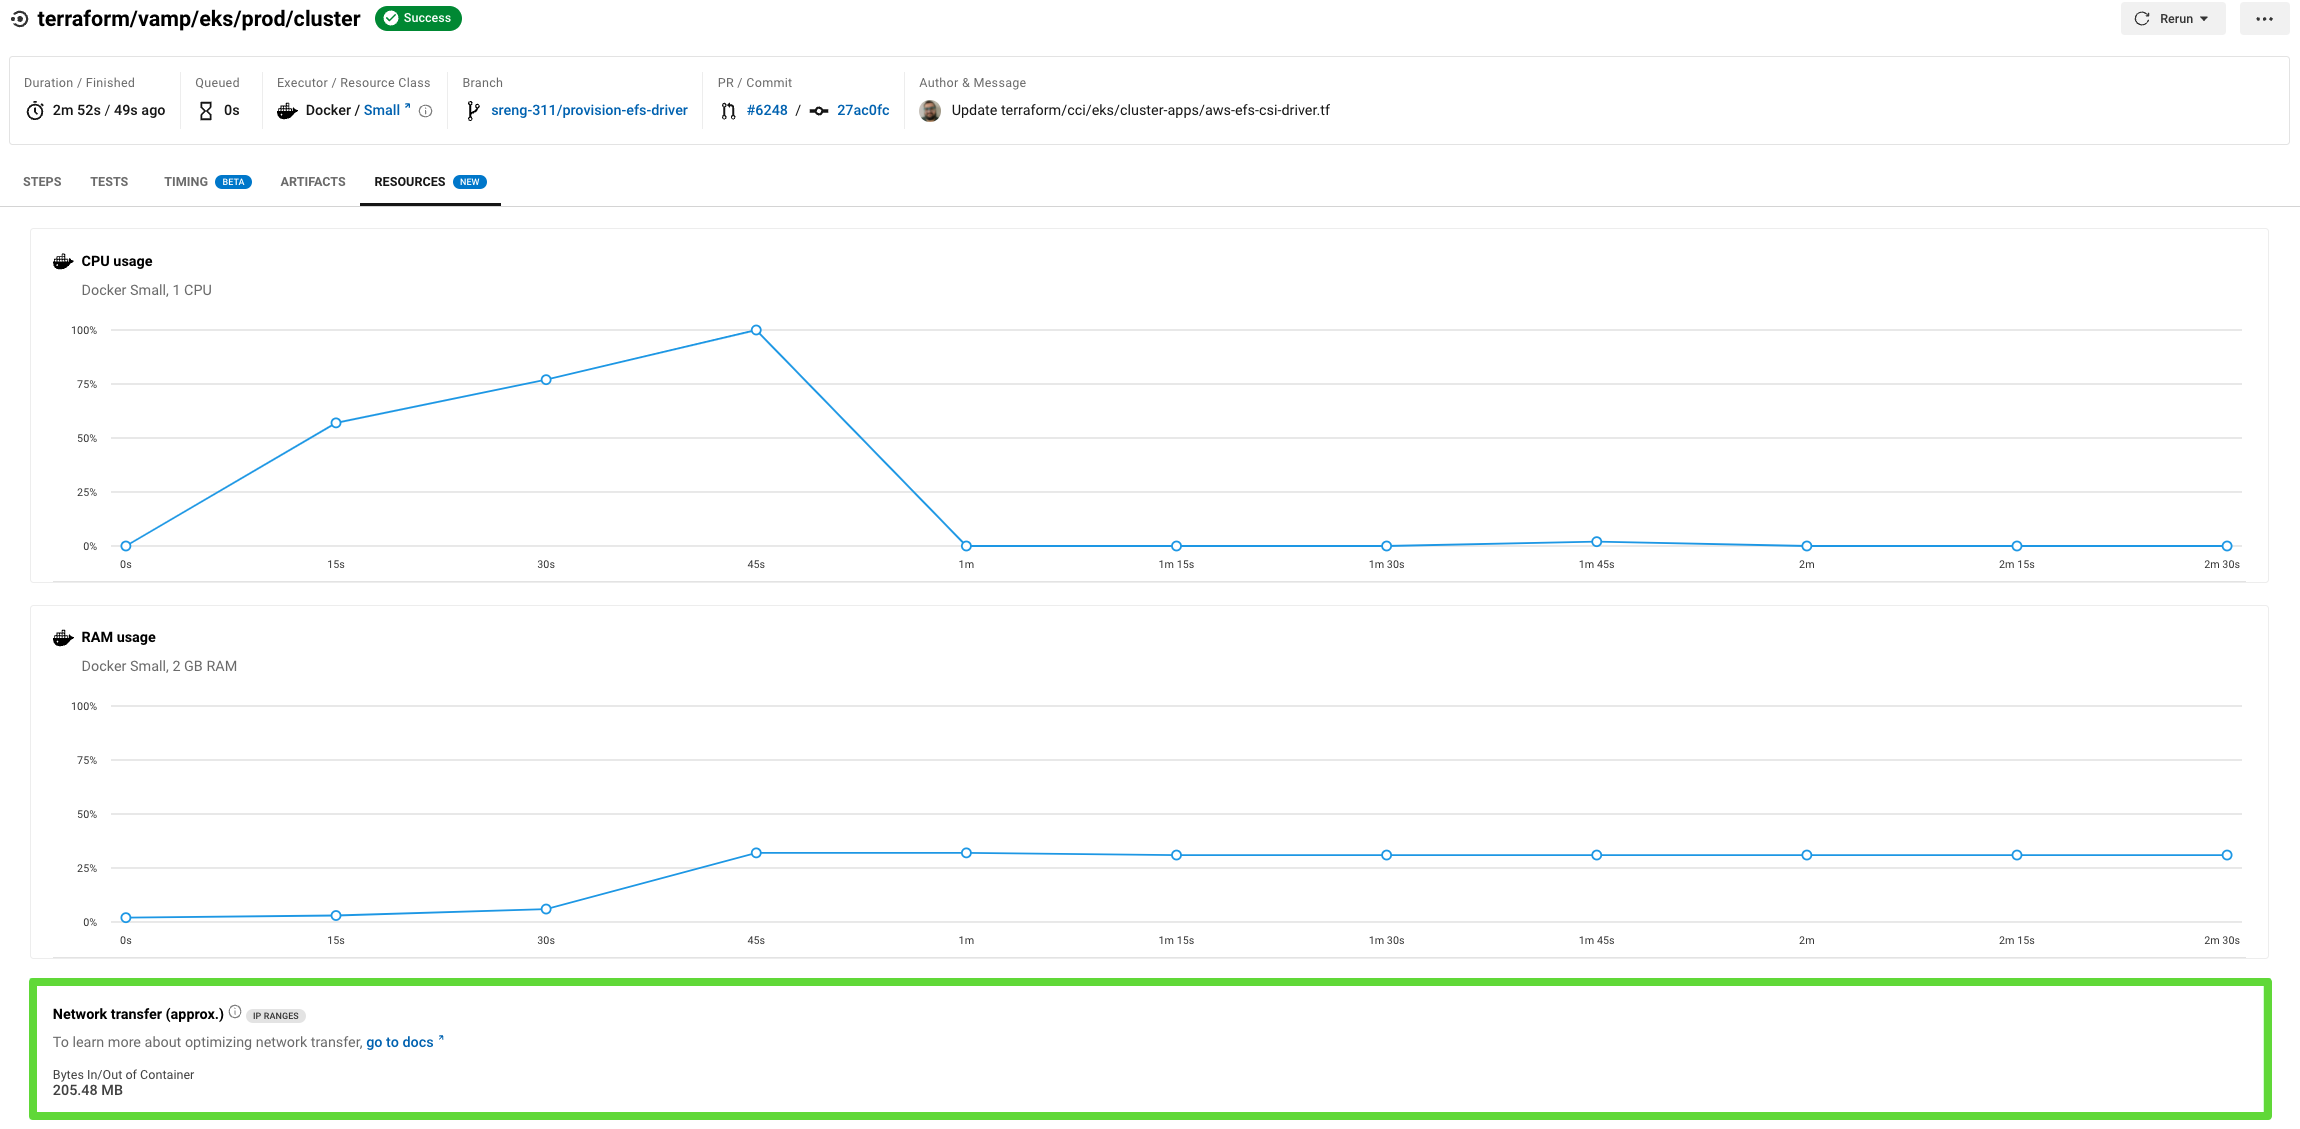 terraform/vamp/eks/prod/cluster Success Rerun
Duration / Finished Queued Executor / Resource Class Branch PR / Commit Author & Message
2m 52s / 49s ago 0s Docker / Small sreng-311/provision-efs-driver #6248 / 27ac0fc Update terraform/cci/eks/cluster-apps/aws-efs-csi-driver.tf
STEPS TESTS TIMING BETA ARTIFACTS RESOURCES NEW
CPU usage
Docker Small, 1 CPU
100%
75%
50%
25%
0%
0s 15s 30s 45s 1m 1m 15s 1m 30s 1m 45s 2m 2m 15s 2m 30s
RAM usage
Docker Small, 2 GB RAM
100%
75%
50%
25%
0%
0s 15s 30s 45s 1m 1m 15s 1m 30s 1m 45s 2m 2m 15s 2m 30s
Network transfer (approx.) IP RANGES
To learn more about optimizing network transfer, go to docs
Bytes In/Out of Container
205.48 MB